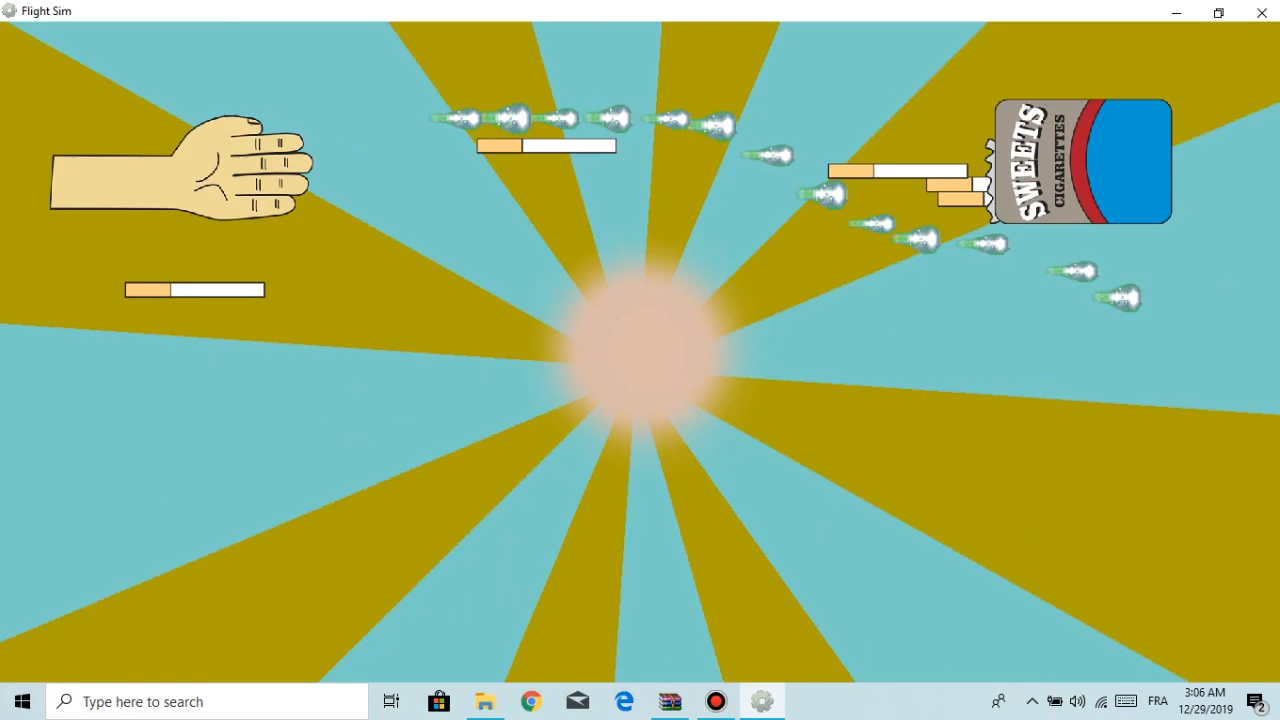 Flight Sim
SWEETS
CIGARETTES
Type here to search
FRA
3:06 AM
12/29/2019
2